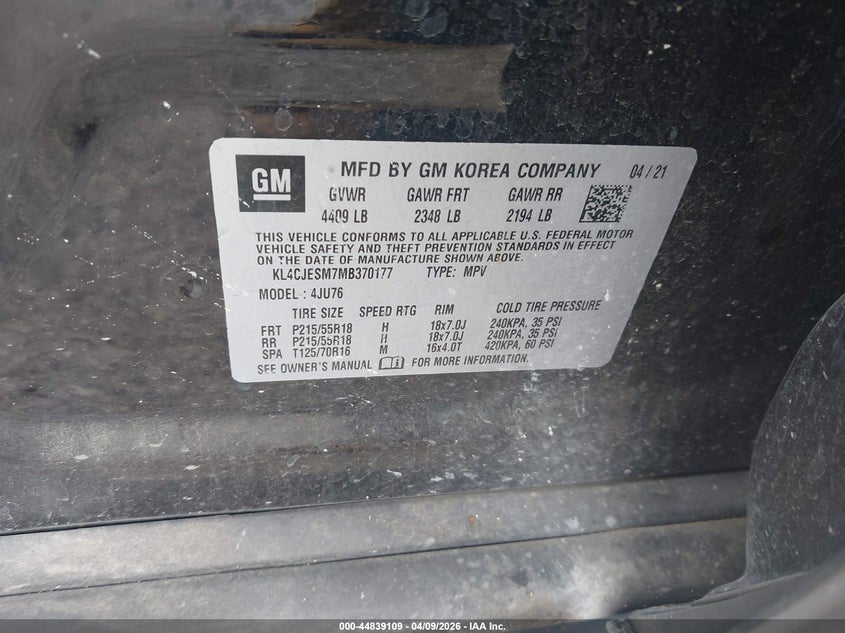 GM
MFD BY GM KOREA COMPANY 04 / 21
GVWR GAWR FRT GAWR RR
4409 LB 2348 LB 2194 LB
THIS VEHICLE CONFORMS TO ALL APPLICABLE U.S. FEDERAL MOTOR
VEHICLE SAFETY AND THEFT PREVENTION STANDARDS IN EFFECT
ON THE DATE OF MANUFACTURE SHOWN ABOVE.
KL4CJESM7MB370177 TYPE: MPV
MODEL : 4JU76
TIRE SIZE SPEED RTG RIM COLD TIRE PRESSURE
FRT P215/55R18 H 18x7.0J 240KPA, 35 PSI
RR P215/55R18 H 18x7.0J 240KPA, 35 PSI
SPA T125/70R16 M 16x4.0T 420KPA, 60 PSI
SEE OWNER'S MANUAL FOR MORE INFORMATION.
000-44839109 - 04/09/2026 - IAA Inc.